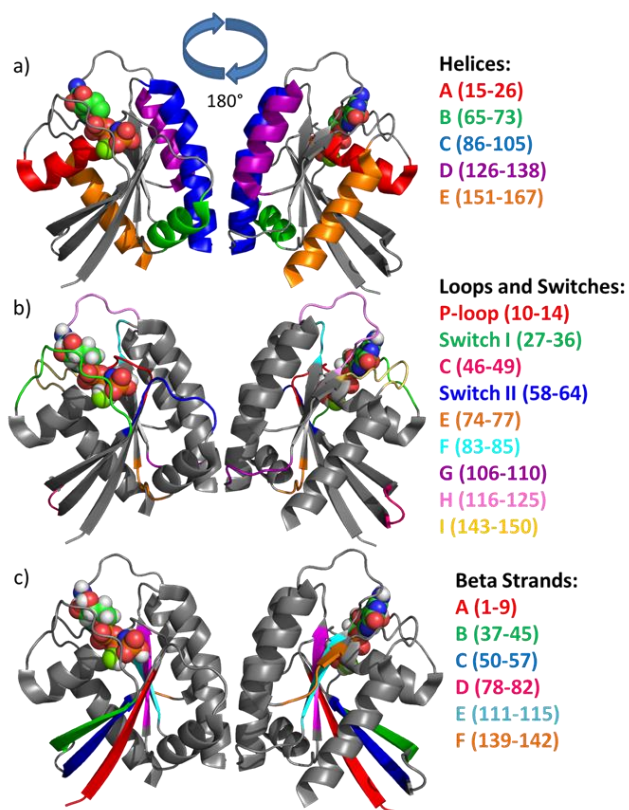 a)
180°
Helices:
A (15-26)
B (65-73)
C (86-105)
D (126-138)
E (151-167)
b)
Loops and Switches:
P-loop (10-14)
Switch I (27-36)
C (46-49)
Switch II (58-64)
E (74-77)
F (83-85)
G (106-110)
H (116-125)
I (143-150)
c)
Beta Strands:
A (1-9)
B (37-45)
C (50-57)
D (78-82)
E (111-115)
F (139-142)